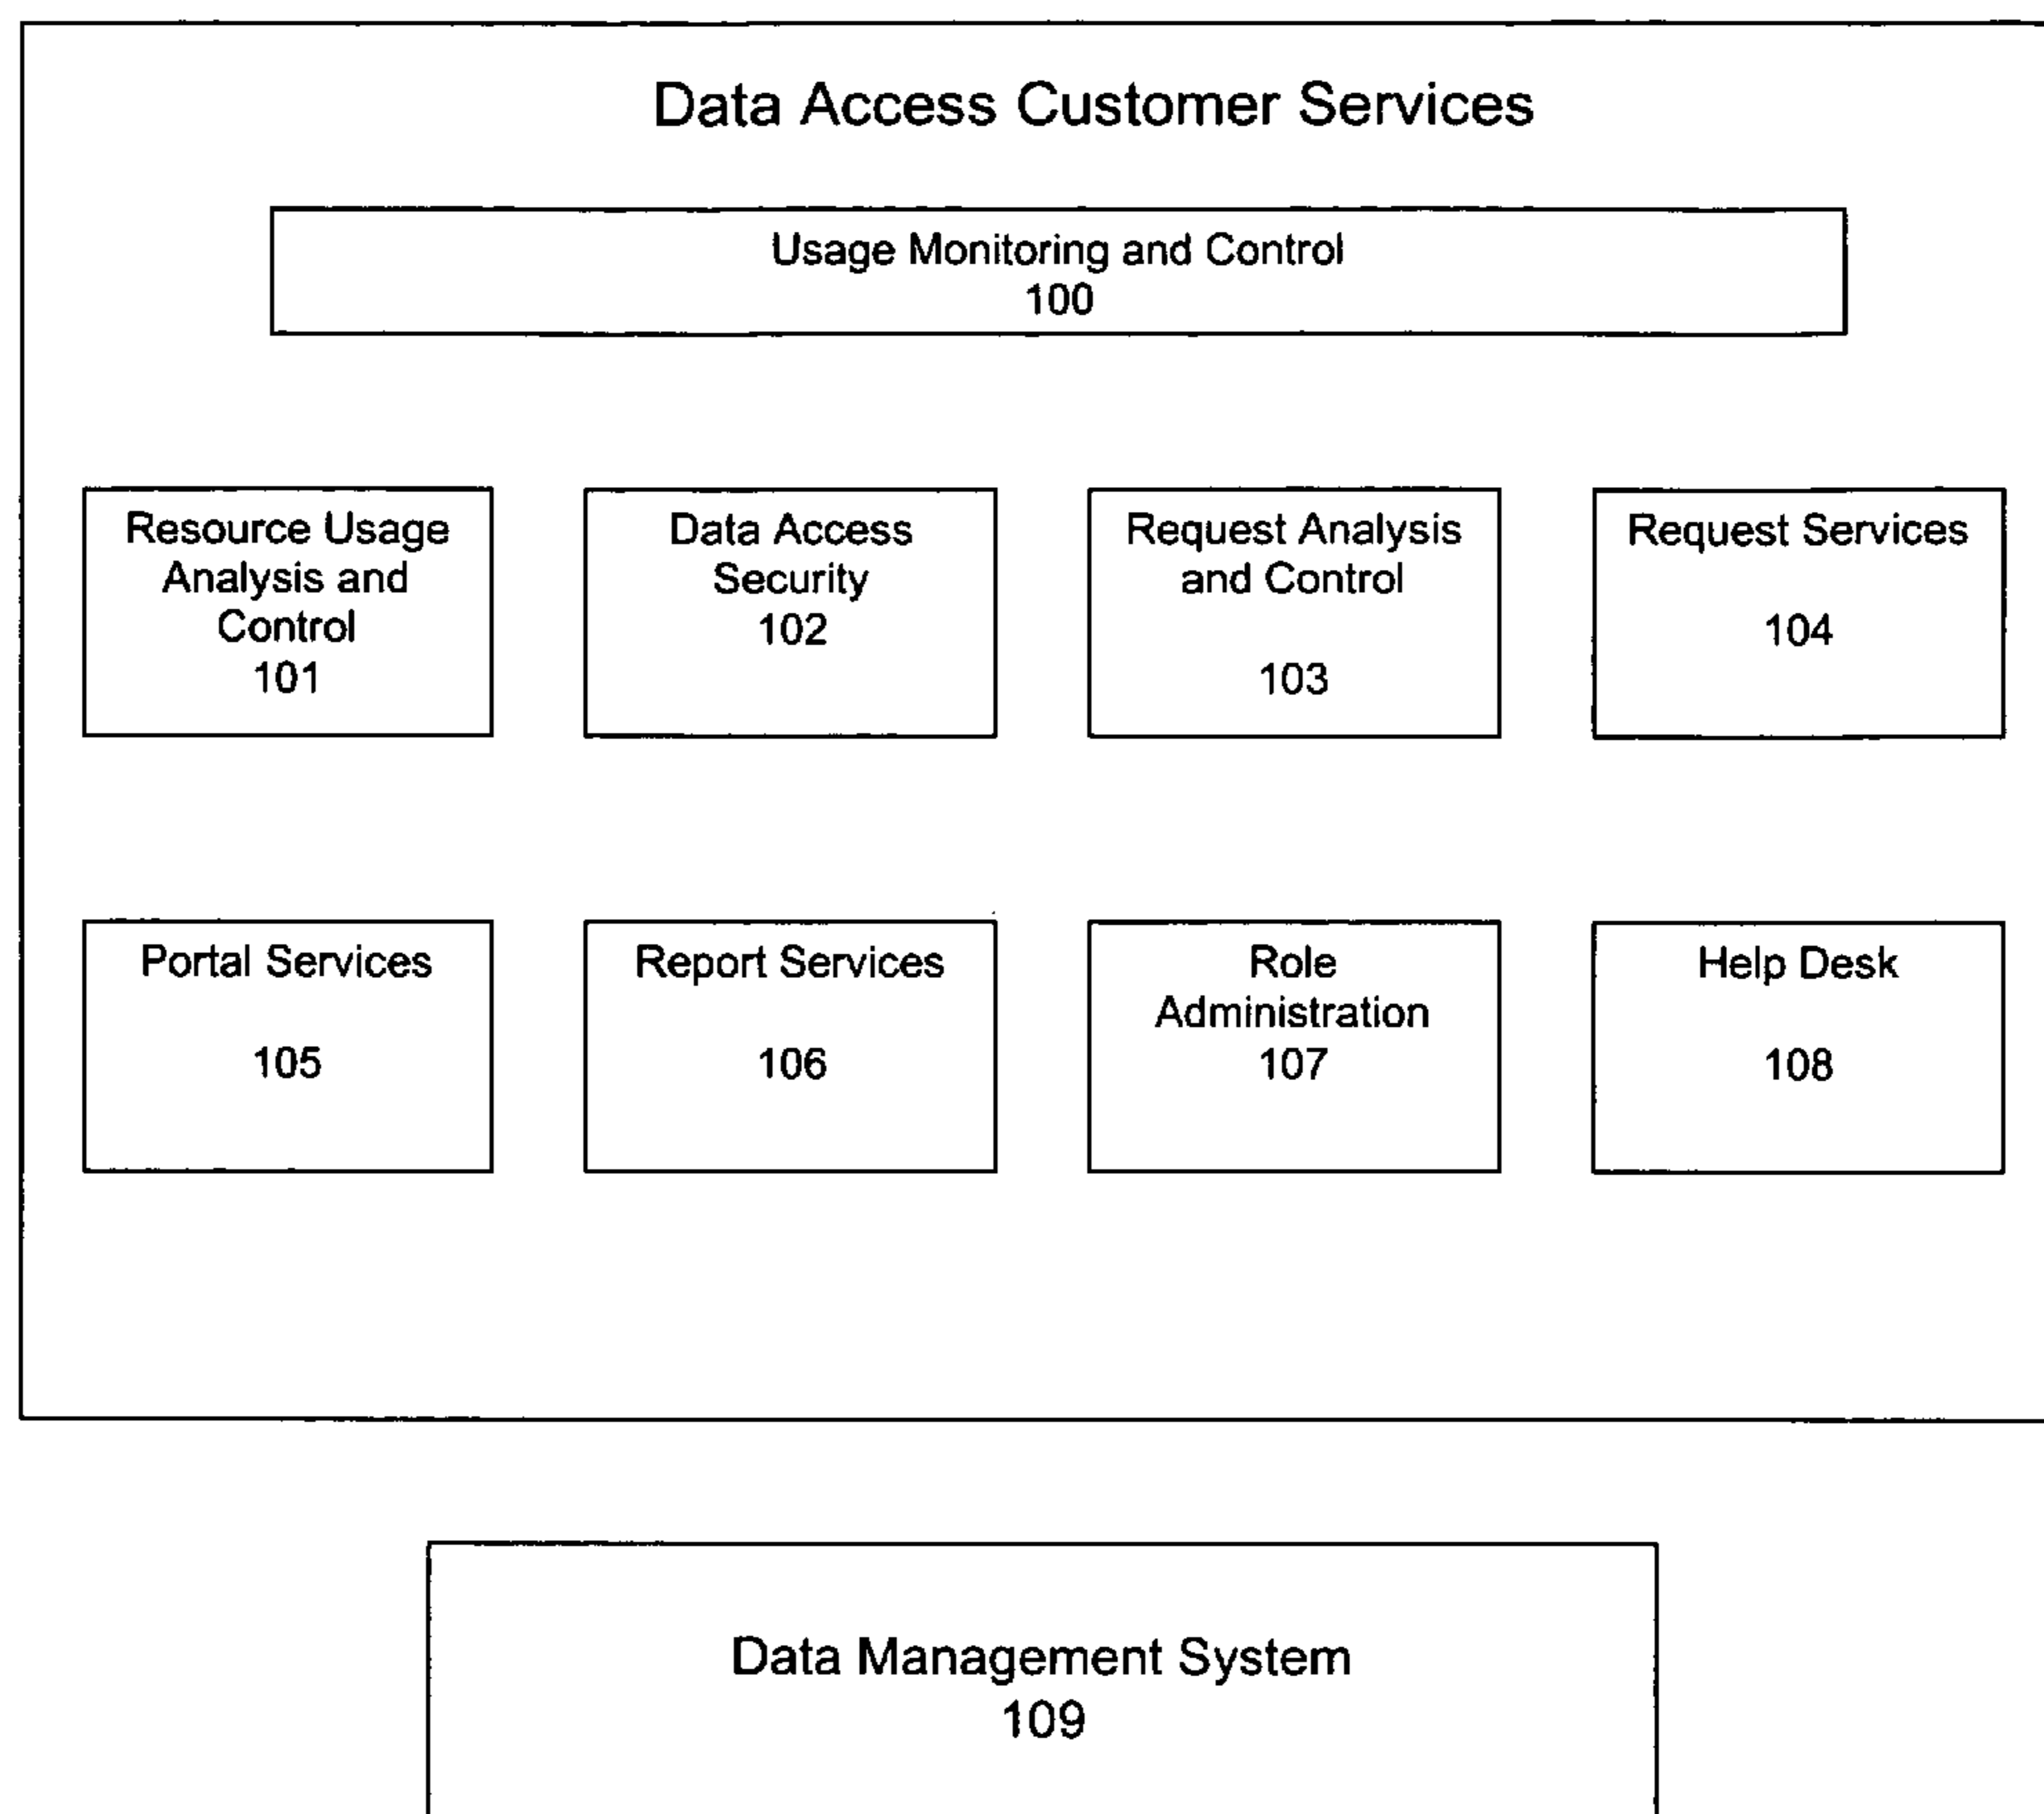 Data Access Customer Services
Usage Monitoring and Control
100
Resource Usage
Analysis and
Control
101
Data Access
Security
102
Request Analysis
and Control
103
Request Services
104
Portal Services
105
Report Services
106
Role
Administration
107
Help Desk
108
Data Management System
109